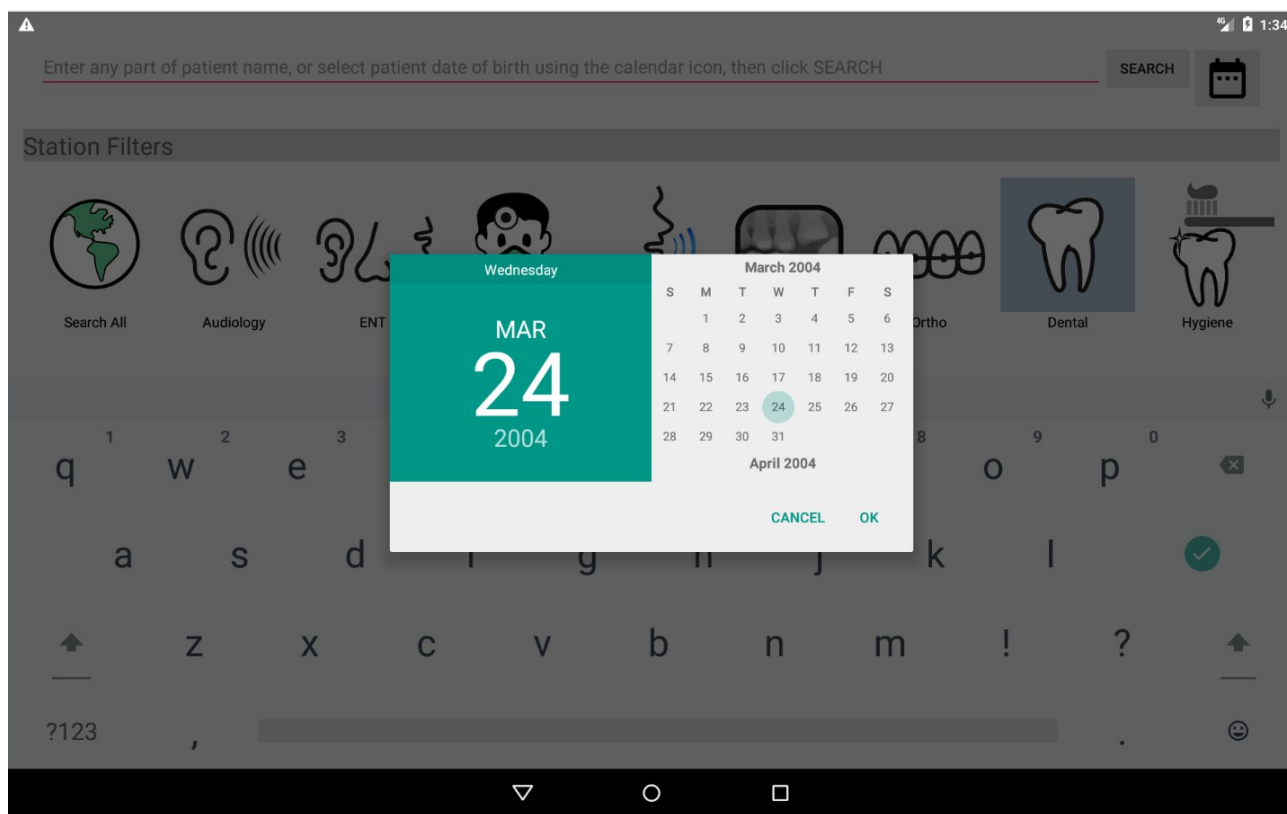 4G 1:34
Enter any part of patient name, or select patient date of birth using the calendar icon, then click SEARCH
SEARCH
Station Filters
Search All
Audiology
ENT
Ortho
Dental
Hygiene
Wednesday
MAR
24
2004
March 2004
S M T W T F S
1 2 3 4 5 6
7 8 9 10 11 12 13
14 15 16 17 18 19 20
21 22 23 24 25 26 27
28 29 30 31
April 2004
CANCEL OK
1 2 3 8 9 0
q w e o p
a s d g j k l
z x c v b n m ! ?
?123 , .